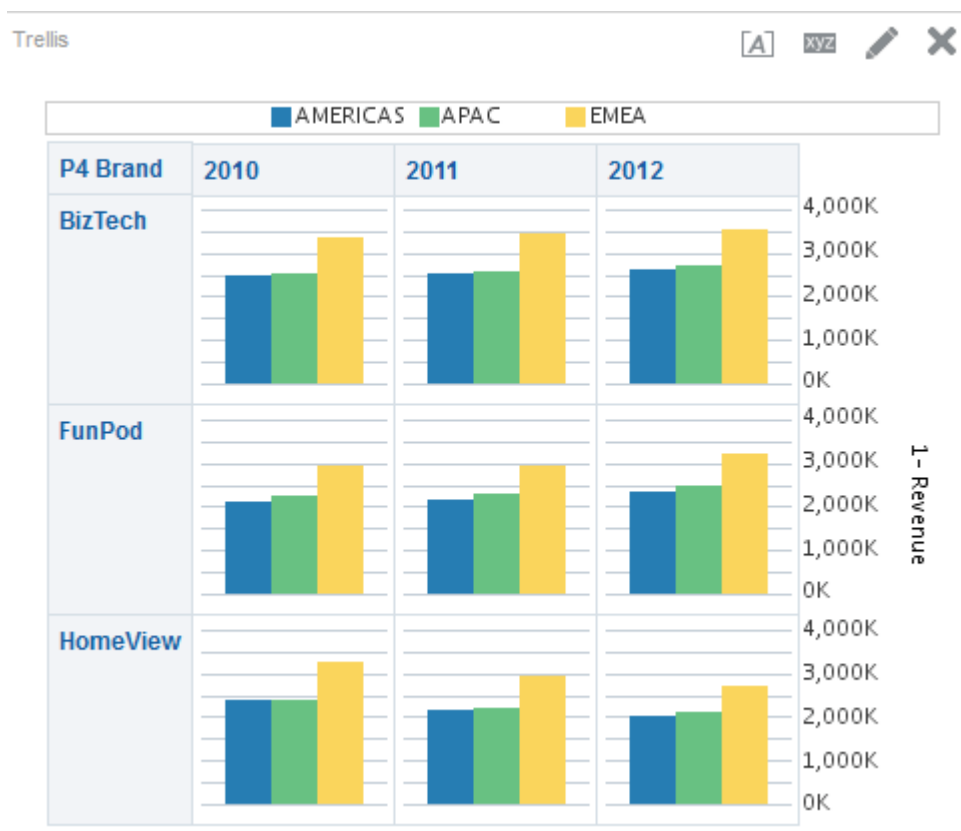 Trellis
[A] xyz
AMERICAS APAC EMEA
P4 Brand 2010 2011 2012
BizTech
4,000K
3,000K
2,000K
1,000K
0K
FunPod
4,000K
3,000K
2,000K
1,000K
0K
1- Revenue
HomeView
4,000K
3,000K
2,000K
1,000K
0K